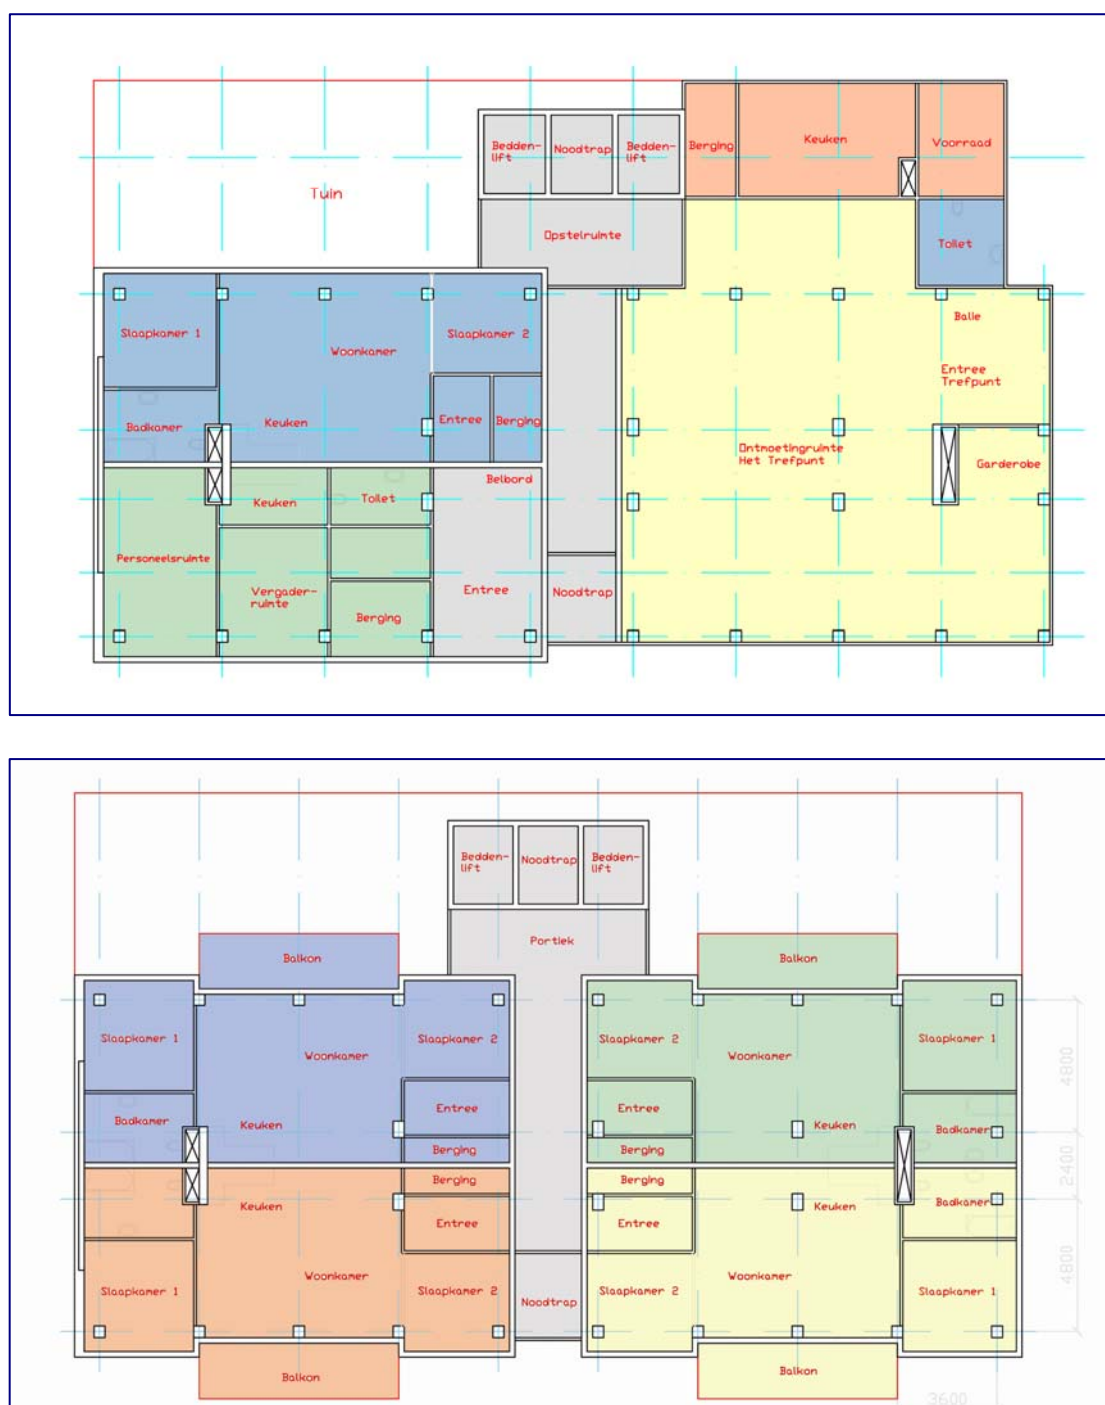 Bedden-
lift
Noodtrap
Bedden-
lift
Berging
Keuken
Voorraad
Tuin
Opstelruimte
Toilet
Slaapkamer 1
Woonkamer
Slaapkamer 2
Balie
Entree
Trefpunt
Badkamer
Keuken
Entree
Berging
Ontmoetingruimte
Het Trefpunt
Garderobe
Belbord
Keuken
Toilet
Personeelsruimte
Vergader-
ruimte
Berging
Entree
Noodtrap
Bedden-
lift
Noodtrap
Bedden-
lift
Portiek
Balkon
Balkon
Slaapkamer 1
Woonkamer
Slaapkamer 2
Slaapkamer 2
Woonkamer
Slaapkamer 1
4800
Badkamer
Keuken
Entree
Entree
Keuken
Badkamer
Berging
Berging
2400
Berging
Berging
Keuken
Entree
Entree
Keuken
Badkamer
4800
Slaapkamer 1
Woonkamer
Slaapkamer 2
Noodtrap
Slaapkamer 2
Woonkamer
Slaapkamer 1
Balkon
Balkon
3600